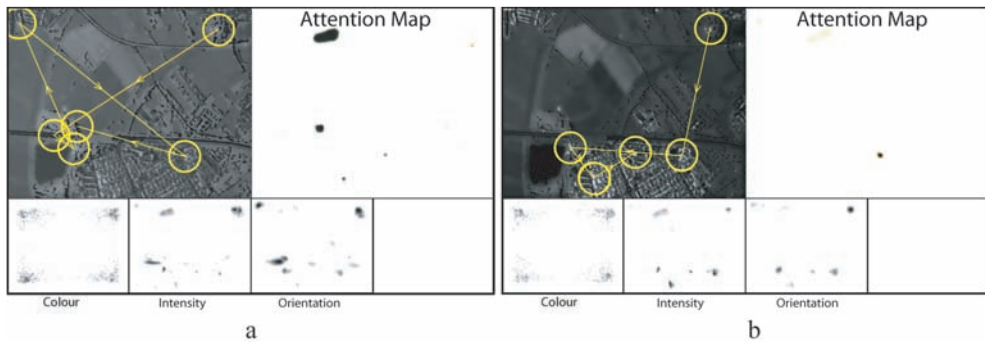 Attention Map
Colour
Intensity
Orientation
a
Attention Map
Colour
Intensity
Orientation
b